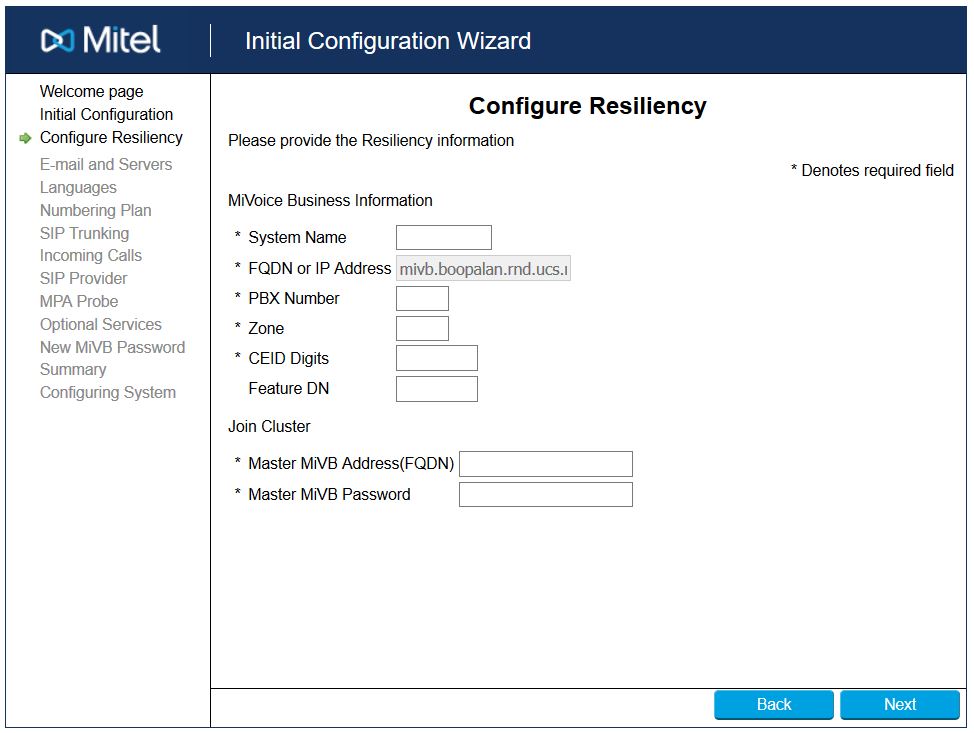 Mitel
Initial Configuration Wizard
Welcome page
Initial Configuration
Configure Resiliency
E-mail and Servers
Languages
Numbering Plan
SIP Trunking
Incoming Calls
SIP Provider
MPA Probe
Optional Services
New MiVB Password
Summary
Configuring System
Configure Resiliency
Please provide the Resiliency information
* Denotes required field
MiVoice Business Information
* System Name
* FQDN or IP Address mivb.boopalan.rnd.ucs.
* PBX Number
* Zone
* CEID Digits
Feature DN
Join Cluster
* Master MiVB Address(FQDN)
* Master MiVB Password
Back Next